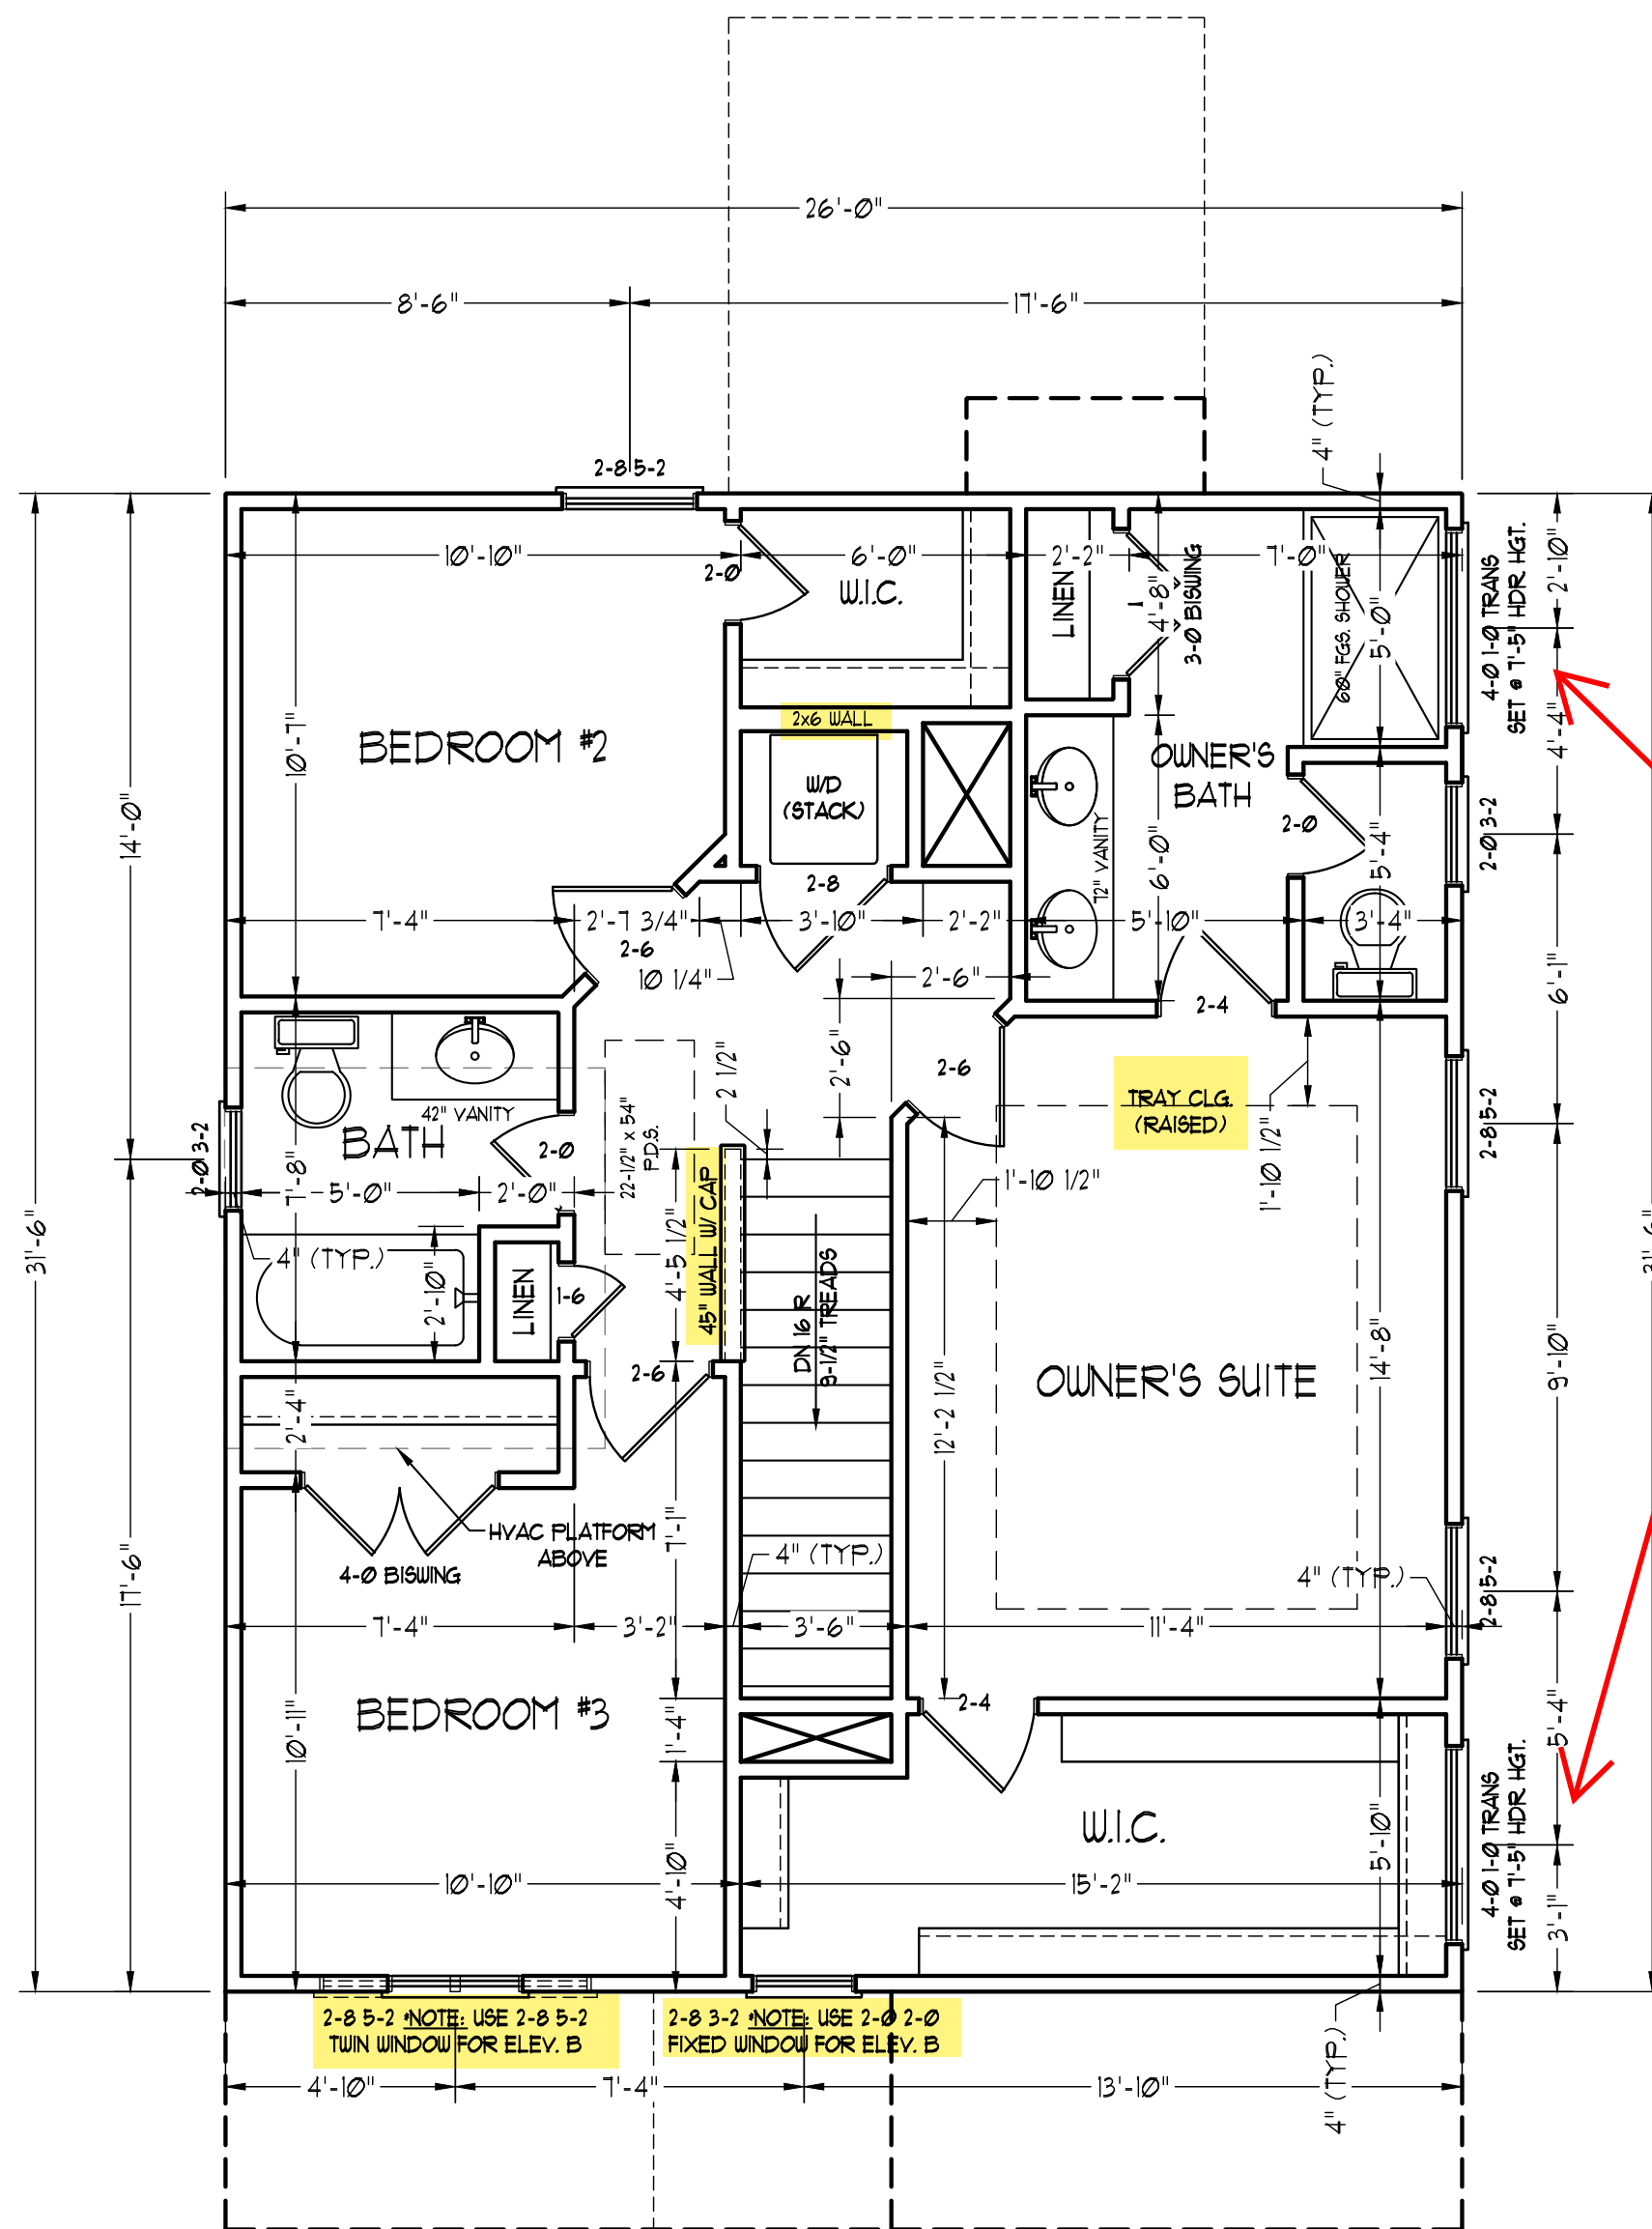 26'-0"
8'-6"
17'-6"
4" (TYP.)
2-8 5-2
10'-10"
6'-0"
2'-2"
7'-0"
2-0
W.I.C.
LINEN
4'-8"
3-0 BISWING
60" FGS. SHOWER
5'-0"
4-0 1-0 TRANS
SET @ 7'-5" HDR HGT.
2'-10"
4'-4"
10'-7"
BEDROOM #2
2x6 WALL
W/D
(STACK)
OWNER'S
BATH
14'-0"
72" VANITY
6'-0"
2-0
5'-4"
2-0 3-2
2-8
7'-4"
2'-7 3/4"
3'-10"
2'-2"
5'-10"
3'-4"
2-6
10 1/4"
2'-6"
2-4
6'-1"
2'-6"
2-6
2 1/2"
TRAY CLG.
(RAISED)
1'-10 1/2"
1'-10 1/2"
2-8 5-2
42" VANITY
BATH
2-0
22-1/2" x 54"
P.D.S.
2-0 3-2
7'-8"
5'-0"
2'-0"
4" (TYP.)
2'-10"
LINEN
1-6
4'-5 1/2"
45" WALL W/ CAP
DN 16 R
9-1/2" TREADS
31'-6"
31'-6"
2-6
12'-2 1/2"
OWNER'S SUITE
14'-8"
9'-10"
2'-4"
HVAC PLATFORM
ABOVE
4-0 BISWING
7'-1"
4" (TYP.)
4" (TYP.)
2-8 5-2
17'-6"
7'-4"
3'-2"
3'-6"
11'-4"
BEDROOM #3
10'-11"
1'-4"
2-4
5'-4"
W.I.C.
5'-10"
4-0 1-0 TRANS
SET @ 7'-5" HDR HGT.
3'-1"
10'-10"
4'-10"
15'-2"
2-8 5-2 *NOTE: USE 2-8 5-2
TWIN WINDOW FOR ELEV. B
2-8 3-2 *NOTE: USE 2-0 2-0
FIXED WINDOW FOR ELEV. B
4'-10"
7'-4"
13'-10"
4" (TYP.)